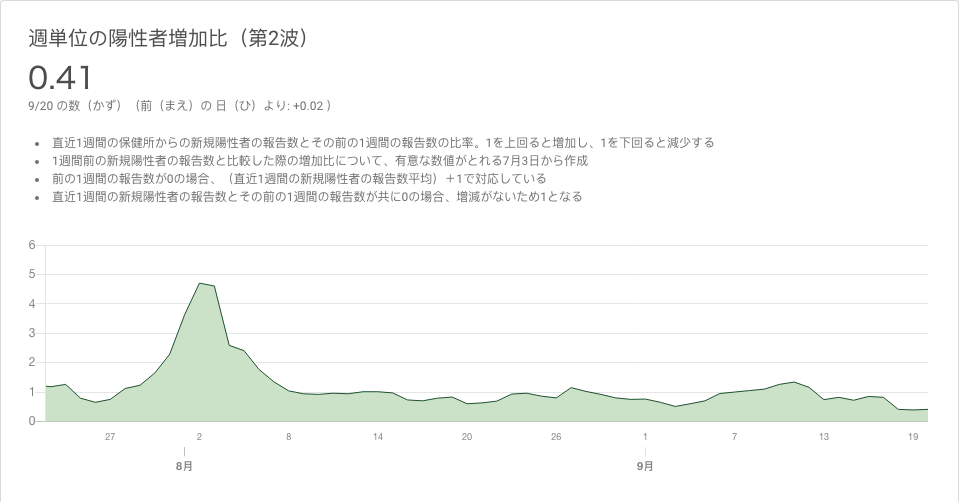 週単位の陽性者増加比（第2波）
0.41
9/20 の数（かず）（前（まえ）の 日（ひ）より: +0.02 ）
• 直近1週間の保健所からの新規陽性者の報告数とその前の1週間の報告数の比率。1を上回ると増加し、1を下回ると減少する
• 1週間前の新規陽性者の報告数と比較した際の増加比について、有意な数値がとれる7月3日から作成
• 前の1週間の報告数が0の場合、（直近1週間の新規陽性者の報告数平均）＋1で対応している
• 直近1週間の新規陽性者の報告数とその前の1週間の報告数が共に0の場合、増減がないため1となる
6
5
4
3
2
1
0
27 2 8 14 20 26 1 7 13 19
8月 9月